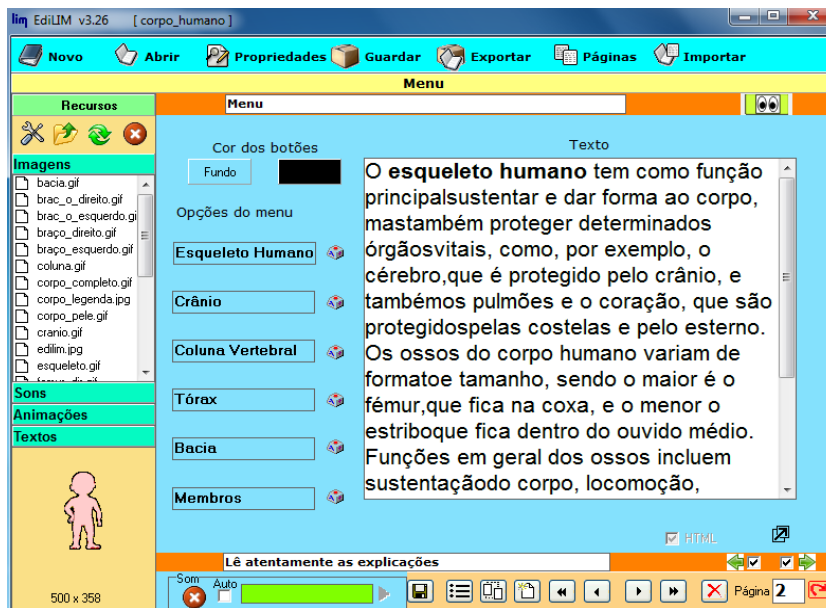 lim EdiLIM v3.26 [ corpo_humano ]
Novo Abrir Propriedades Guardar Exportar Páginas Importar
Menu
Recursos
Menu
Imagens
bacia.gif
brac_o_direito.gif
brac_o_esquerdo.gi
braço_direito.gif
braço_esquerdo.gif
coluna.gif
corpo_completo.gif
corpo_legenda.jpg
corpo_pele.gif
cranio.gif
edilim.jpg
esqueleto.gif
Sons
Animações
Textos
500 x 358
Cor dos botões
Fundo
Opções do menu
Esqueleto Humano
Crânio
Coluna Vertebral
Tórax
Bacia
Membros
Texto
O esqueleto humano tem como função
principalsustentar e dar forma ao corpo,
mastambém proteger determinados
órgãosvitais, como, por exemplo, o
cérebro,que é protegido pelo crânio, e
tambémos pulmões e o coração, que são
protegidospelas costelas e pelo esterno.
Os ossos do corpo humano variam de
formatoe tamanho, sendo o maior é o
fémur,que fica na coxa, e o menor o
estriboque fica dentro do ouvido médio.
Funções em geral dos ossos incluem
sustentaçãodo corpo, locomoção,
HTML
Lê atentamente as explicações
Som Auto
Página 2